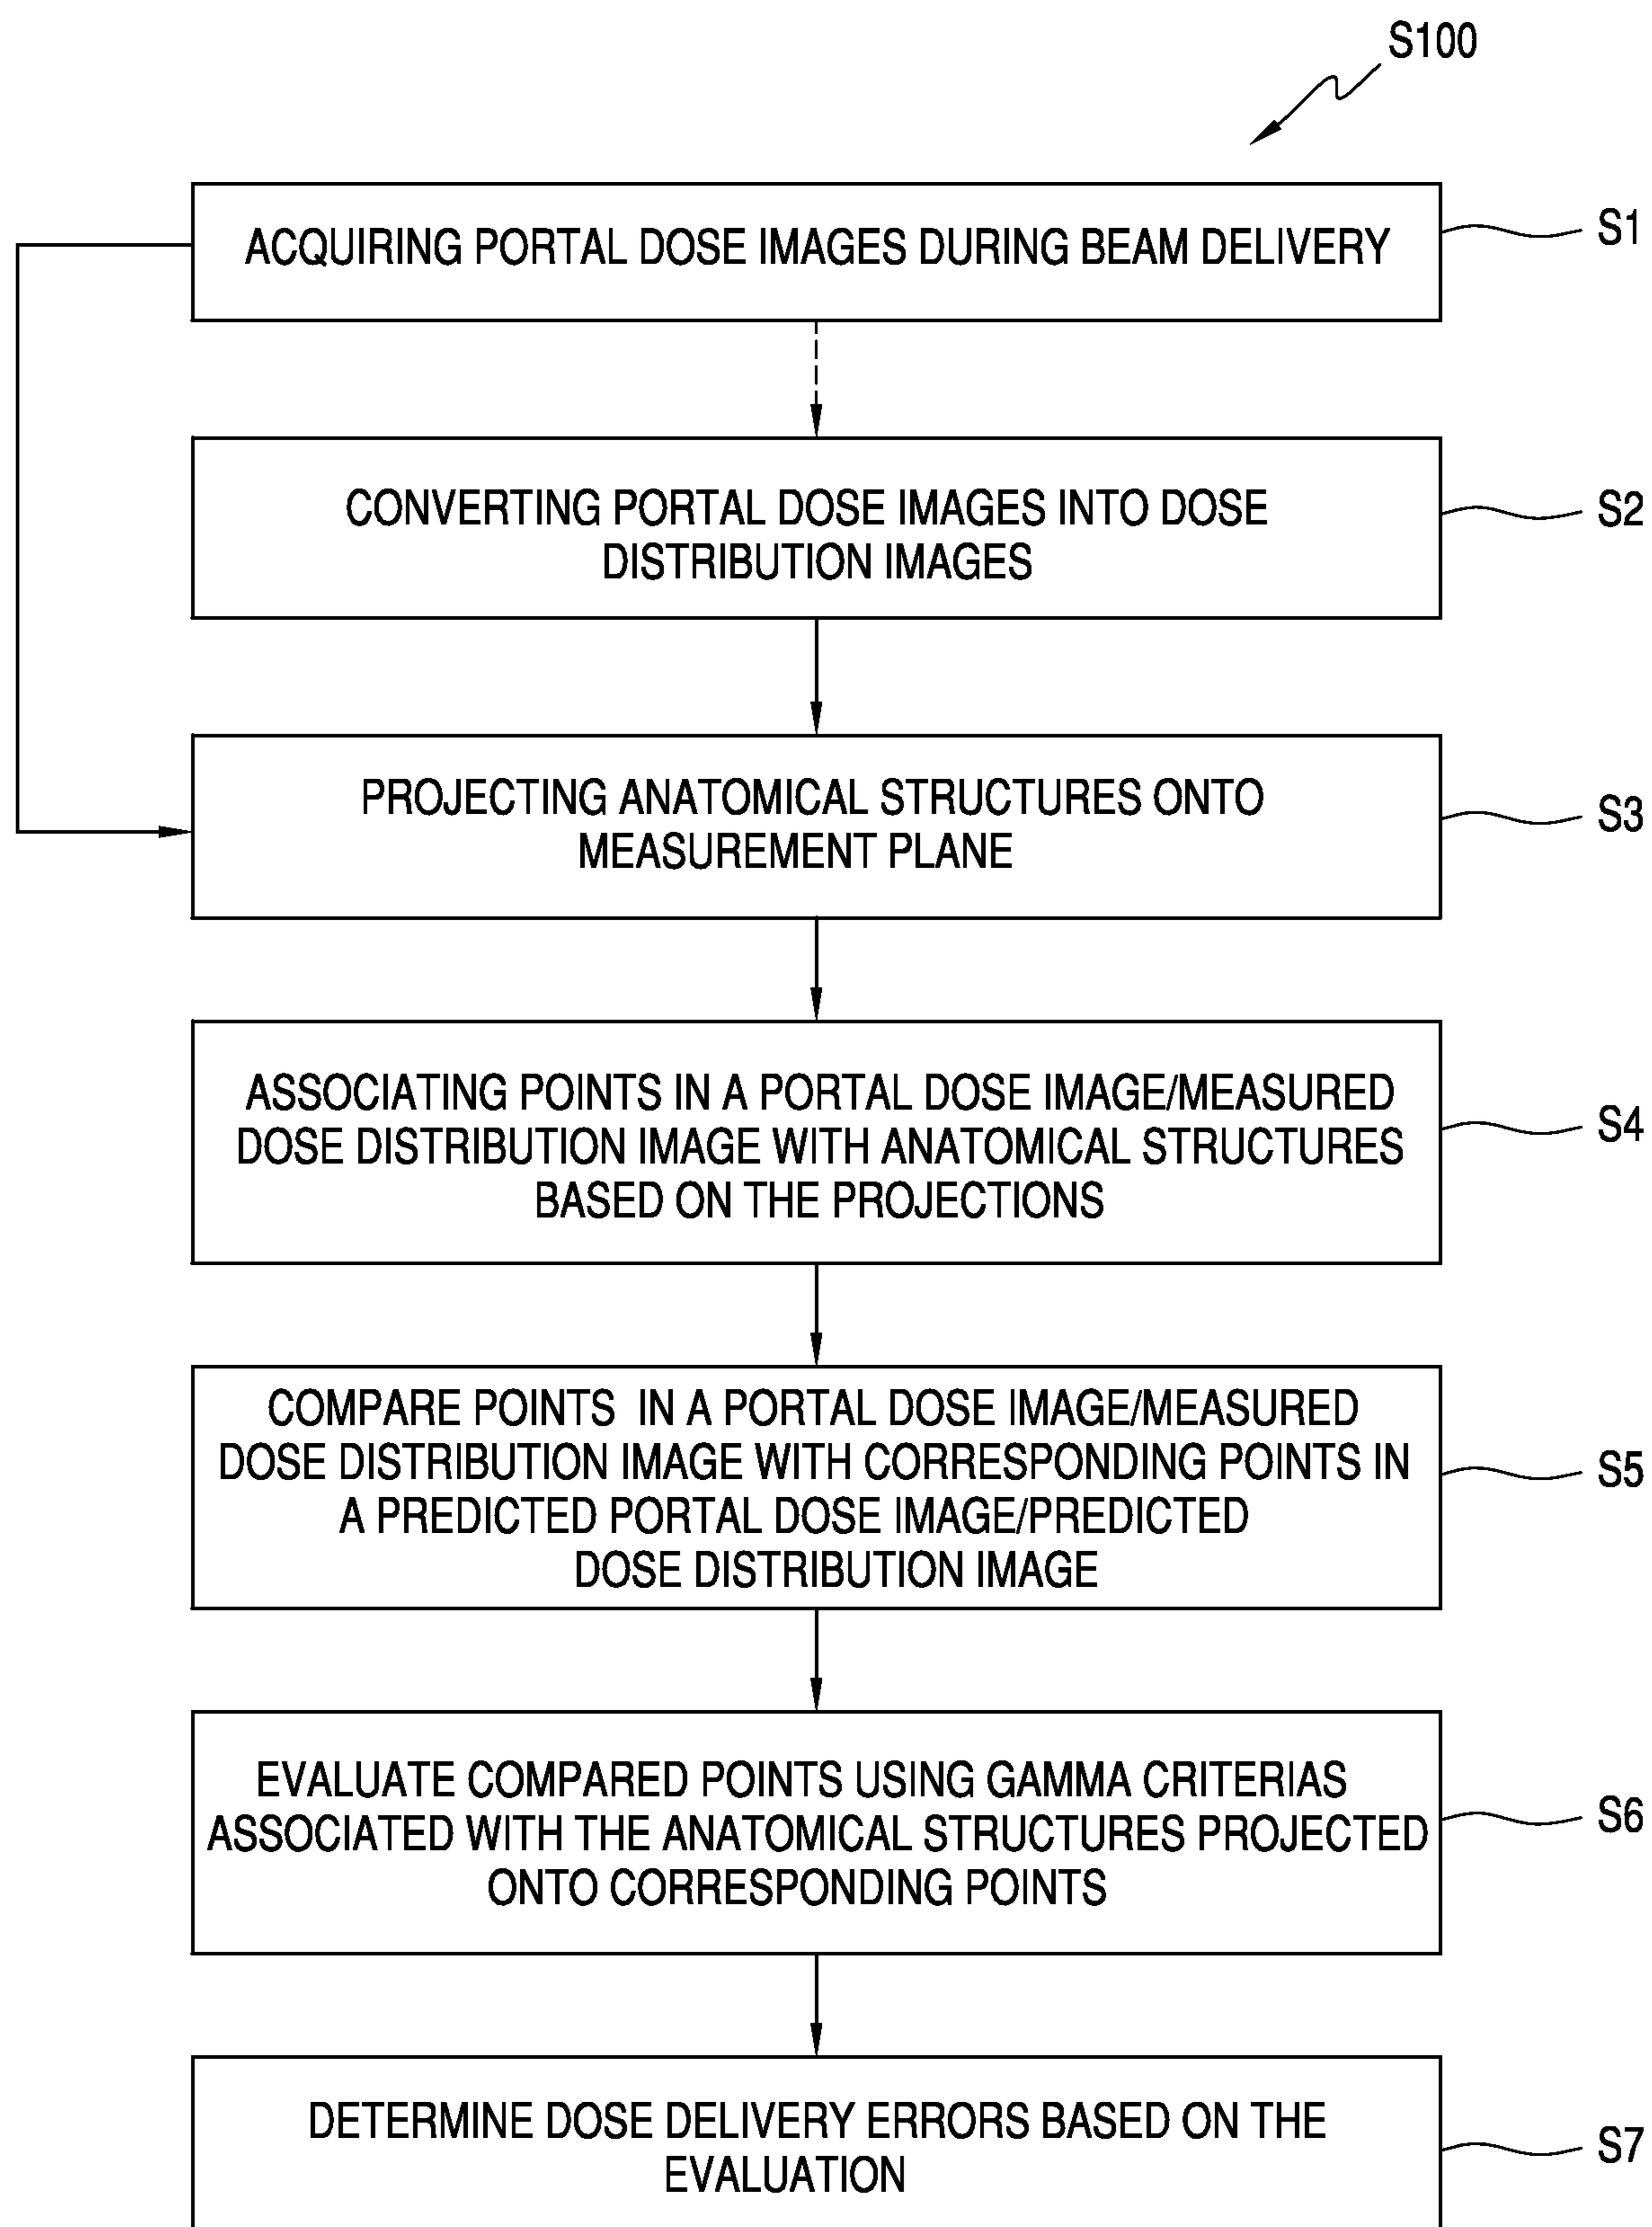 S100
ACQUIRING PORTAL DOSE IMAGES DURING BEAM DELIVERY
S1
CONVERTING PORTAL DOSE IMAGES INTO DOSE
DISTRIBUTION IMAGES
S2
PROJECTING ANATOMICAL STRUCTURES ONTO
MEASUREMENT PLANE
S3
ASSOCIATING POINTS IN A PORTAL DOSE IMAGE/MEASURED
DOSE DISTRIBUTION IMAGE WITH ANATOMICAL STRUCTURES
BASED ON THE PROJECTIONS
S4
COMPARE POINTS IN A PORTAL DOSE IMAGE/MEASURED
DOSE DISTRIBUTION IMAGE WITH CORRESPONDING POINTS IN
A PREDICTED PORTAL DOSE IMAGE/PREDICTED
DOSE DISTRIBUTION IMAGE
S5
EVALUATE COMPARED POINTS USING GAMMA CRITERIAS
ASSOCIATED WITH THE ANATOMICAL STRUCTURES PROJECTED
ONTO CORRESPONDING POINTS
S6
DETERMINE DOSE DELIVERY ERRORS BASED ON THE
EVALUATION
S7